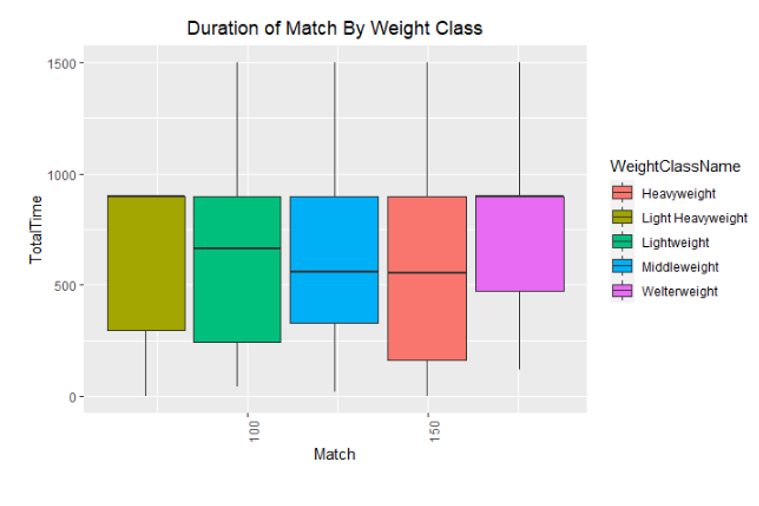 Duration of Match By Weight Class
1500
1000
500
0
TotalTime
100
150
Match
WeightClassName
Heavyweight
Light Heavyweight
Lightweight
Middleweight
Welterweight